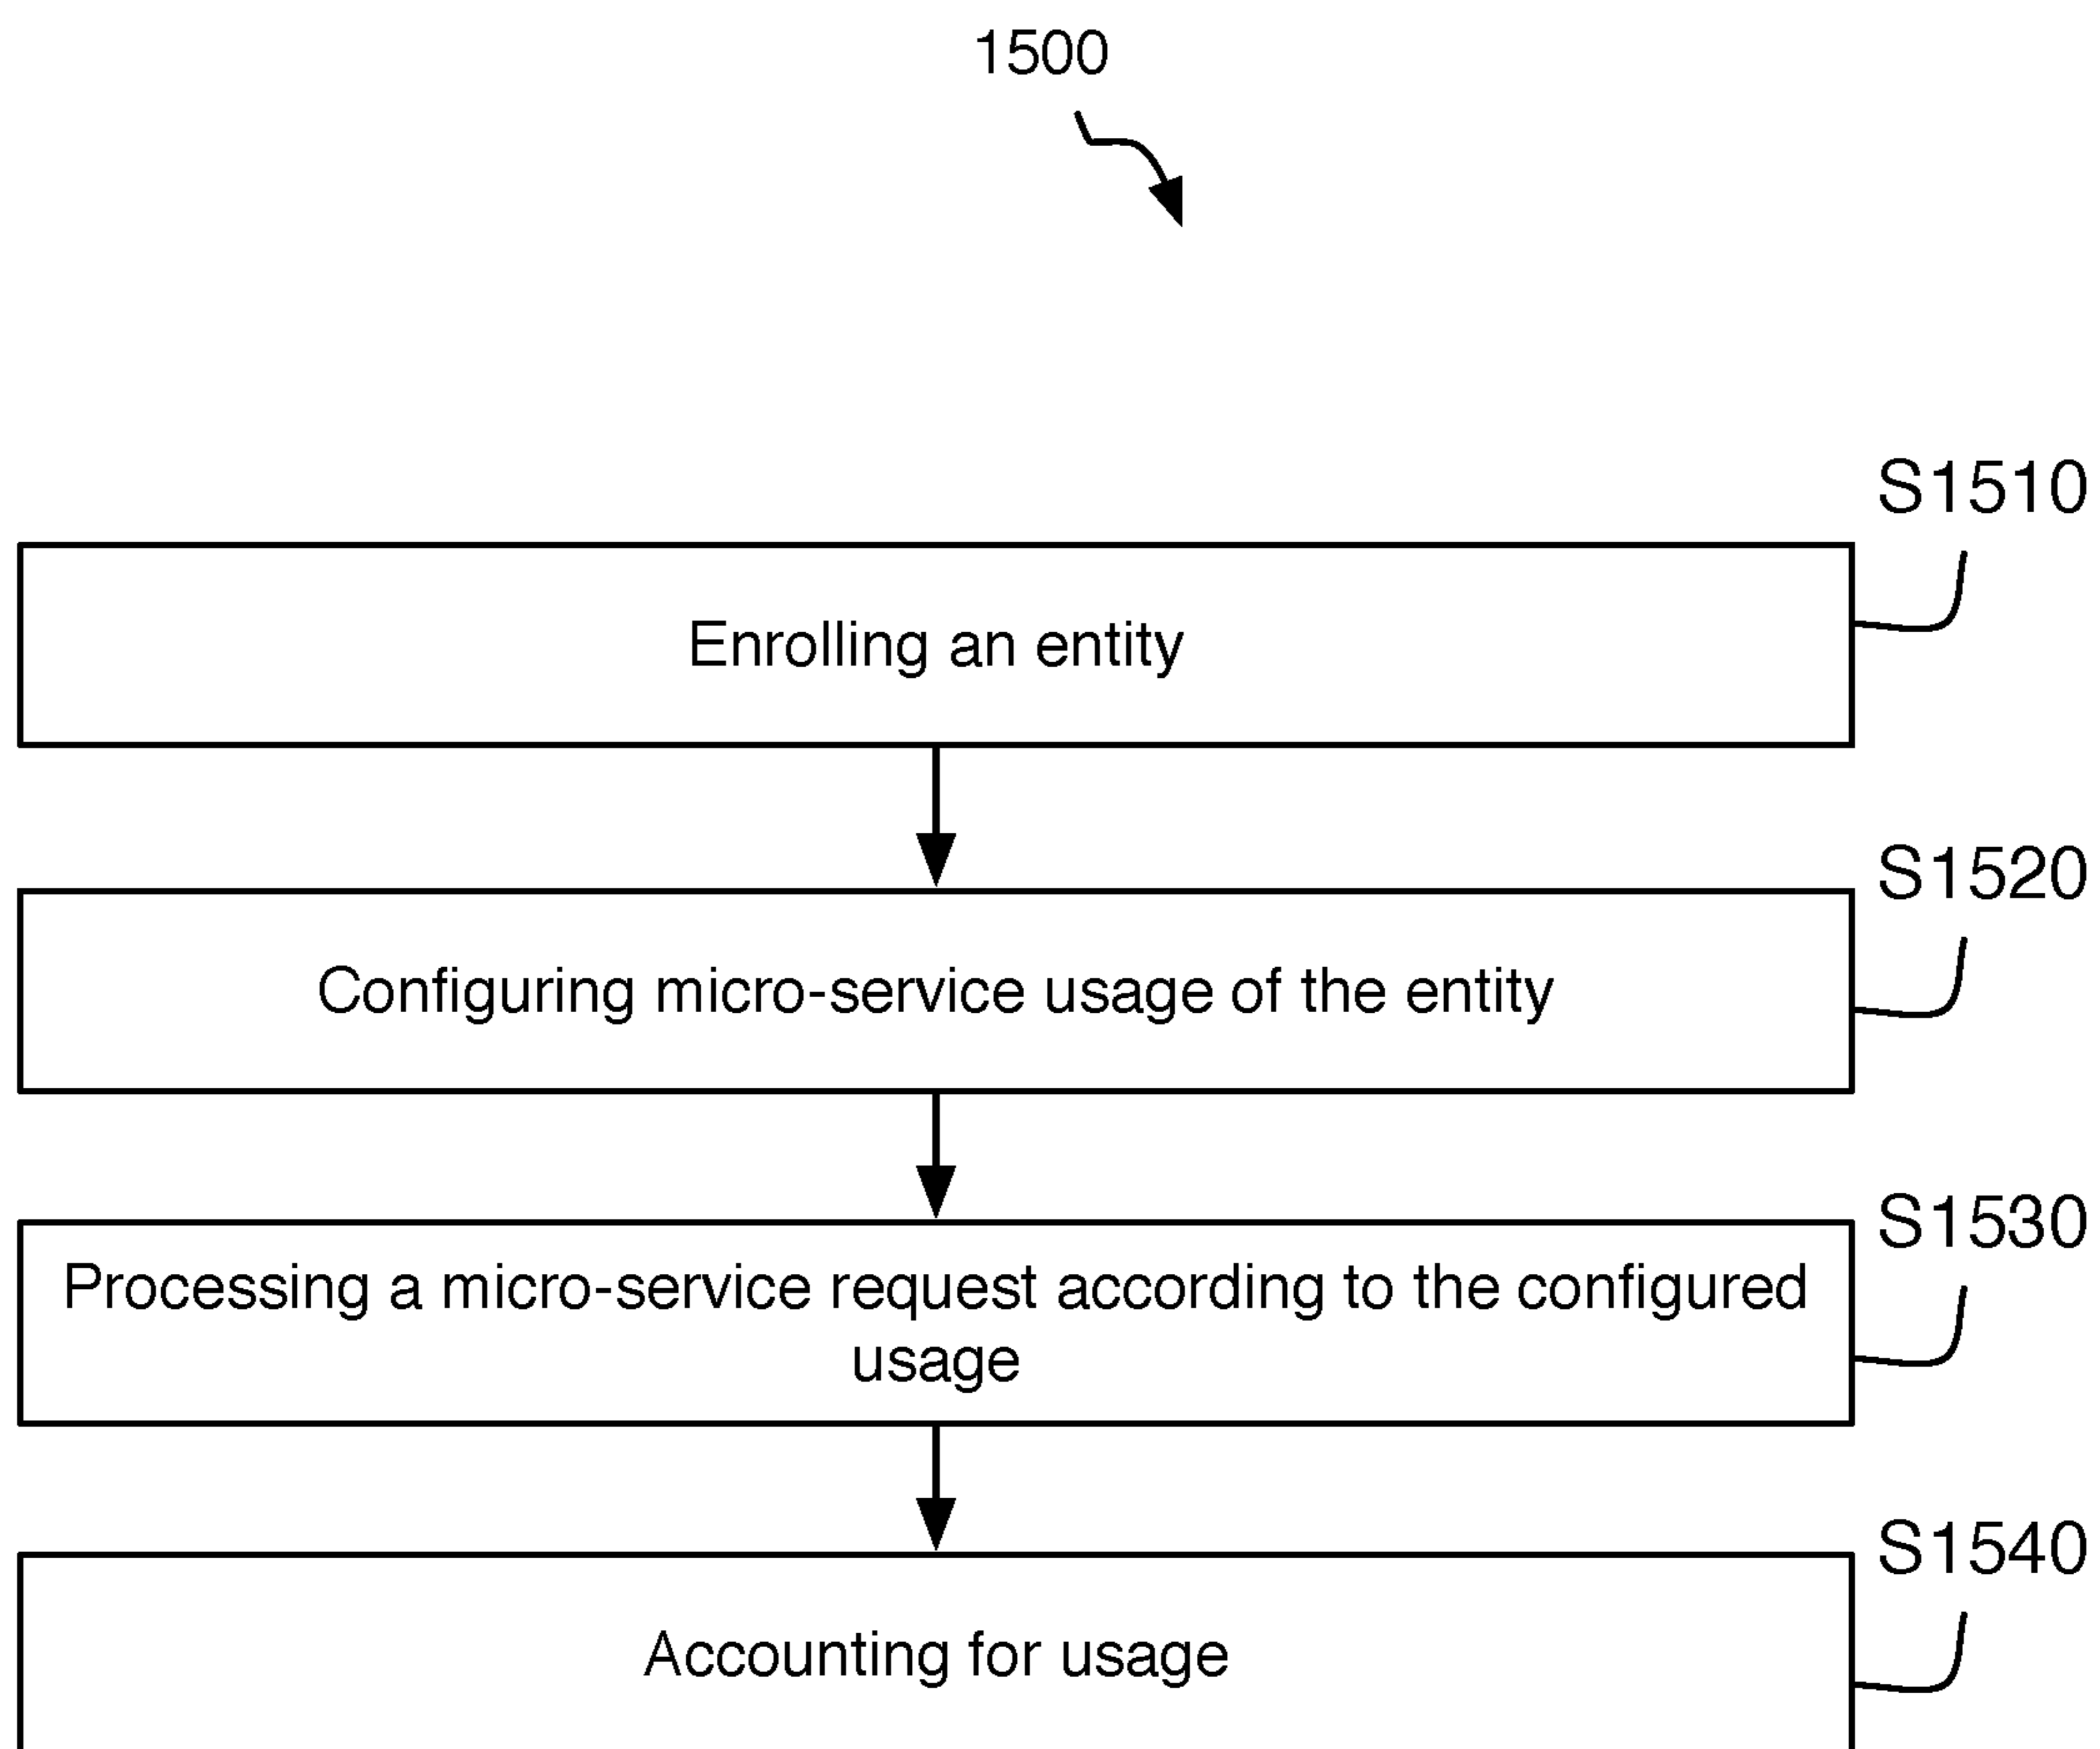 1500
S1510
Enrolling an entity
S1520
Configuring micro-service usage of the entity
S1530
Processing a micro-service request according to the configured
usage
S1540
Accounting for usage